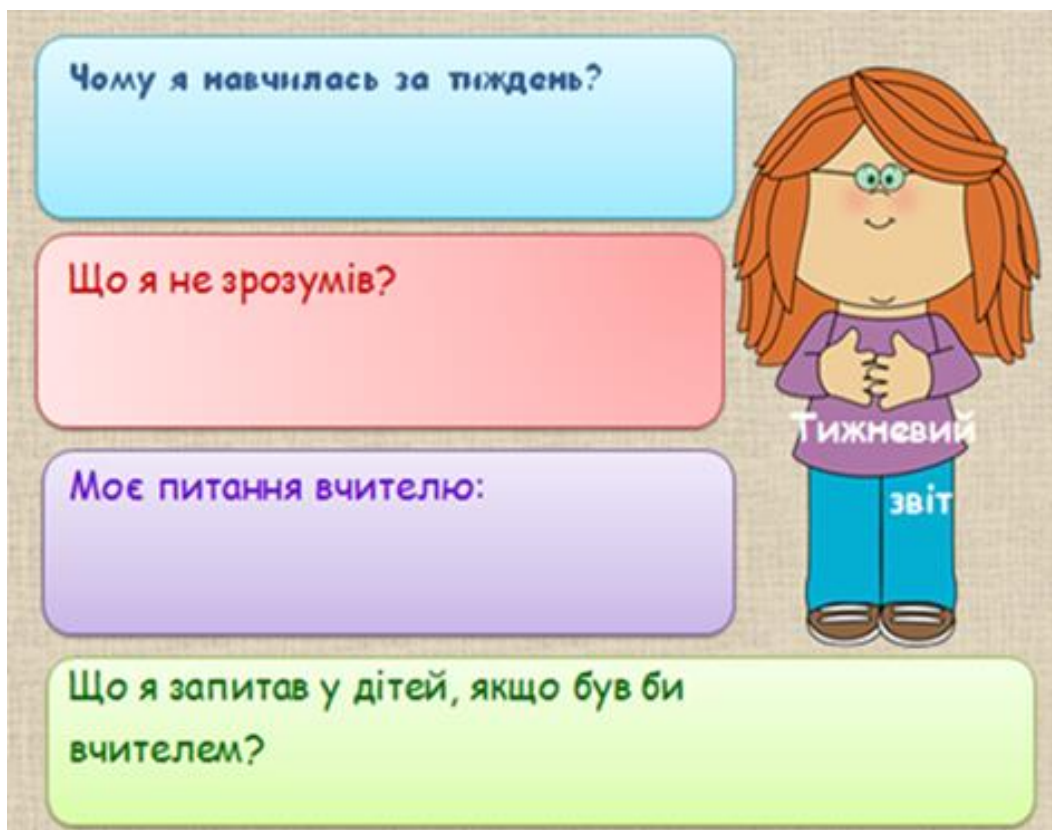 Чому я навчилась за тиждень?
Що я не зрозумів?
Моє питання вчителю:
Тижневий
звіт
Що я запитав у дітей, якщо був би
вчителем?